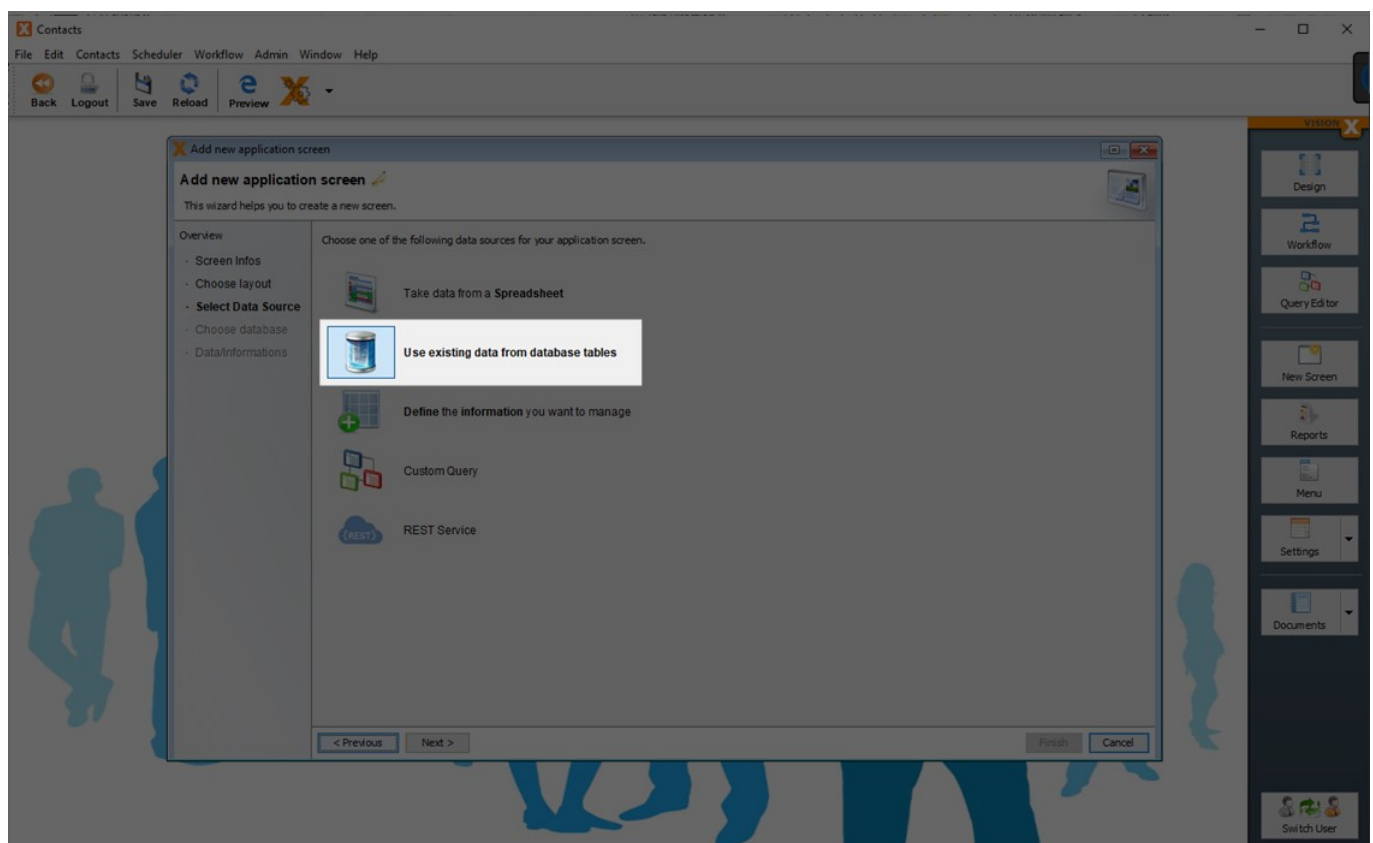 Contacts
File Edit Contacts Scheduler Workflow Admin Window Help
Back Logout Save Reload Preview
VISION X
Add new application screen
Add new application screen
This wizard helps you to create a new screen.
Overview
- Screen Infos
- Choose layout
- Select Data Source
- Choose database
- Data/Informations
Choose one of the following data sources for your application screen.
Take data from a Spreadsheet
Use existing data from database tables
Define the information you want to manage
Custom Query
{REST} REST Service
< Previous Next > Finish Cancel
Design
Workflow
Query Editor
New Screen
Reports
Menu
Settings
Documents
Switch User